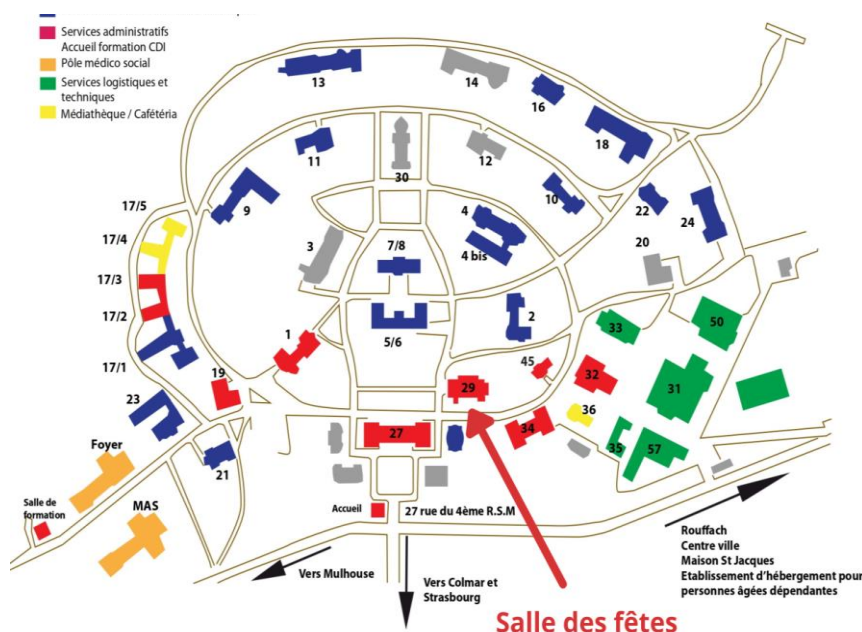 Services administratifs
Accueil formation CDI
Pôle médico social
Services logistiques et
techniques
Médiathèque / Cafétéria
13
14
16
18
11
12
30
10
9
22
24
17/5
4
17/4
3
7/8
4 bis
20
17/3
17/2
1
2
33
50
5/6
17/1
19
45
32
31
29
23
36
27
34
35
57
Foyer
21
Salle de
formation
MAS
Accueil
27 rue du 4ème R.S.M
Rouffach
Centre ville
Maison St Jacques
Etablissement d'hébergement pour
personnes âgées dépendantes
Vers Mulhouse
Vers Colmar et
Strasbourg
Salle des fêtes